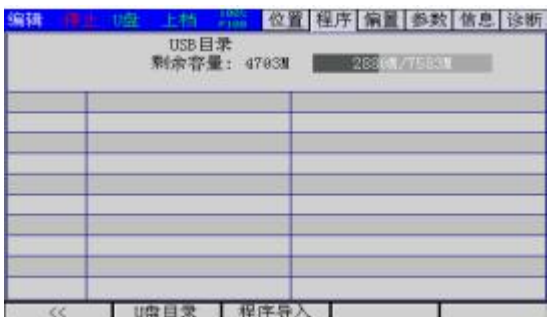 编辑 停止 U盘 上档 位置 程序 偏置 参数 信息 诊断
USB目录
剩余容量: 4703M 2880M/7583M
<< U盘目录 程序导入